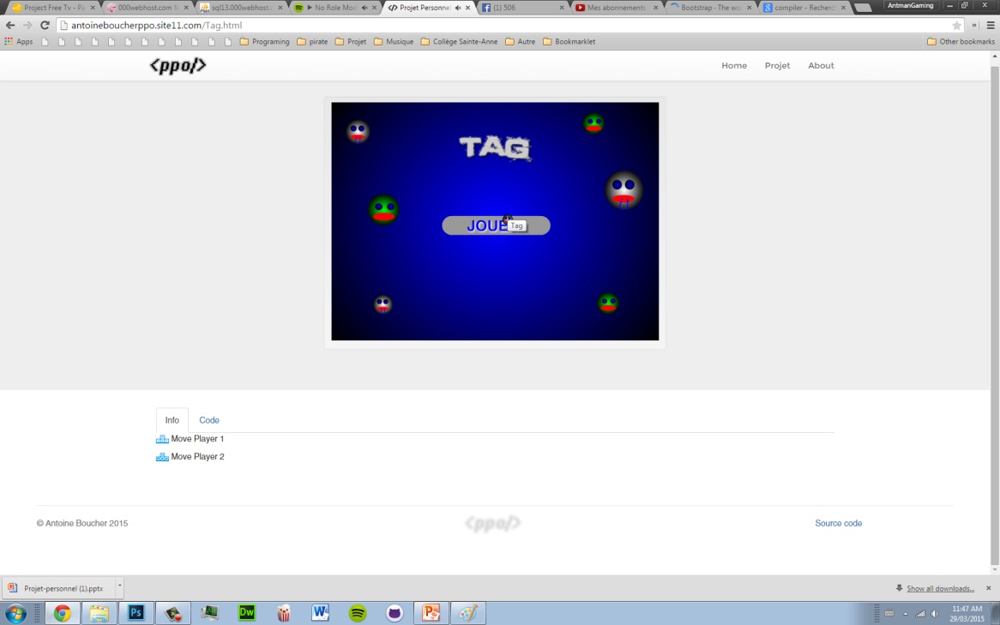 Project Free Tv - Pa
000webhost.com M
sql13.000webhost.c
No Role Mod
Projet Personnel
(1) 506
Mes abonnements
Bootstrap - The wor
compiler - Recherc
AntmanGaming
antoineboucherppo.site11.com/Tag.html
Apps
Programing
pirate
Projet
Musique
Collège Sainte-Anne
Autre
Bookmarklet
Other bookmarks
<ppo/>
Home
Projet
About
TAG
JOUE
Tag
Info
Code
Move Player 1
Move Player 2
© Antoine Boucher 2015
<ppo/>
Source code
Projet-personnel (1).pptx
Show all downloads...
Ps
Dw
W
P
11:47 AM
29/03/2015